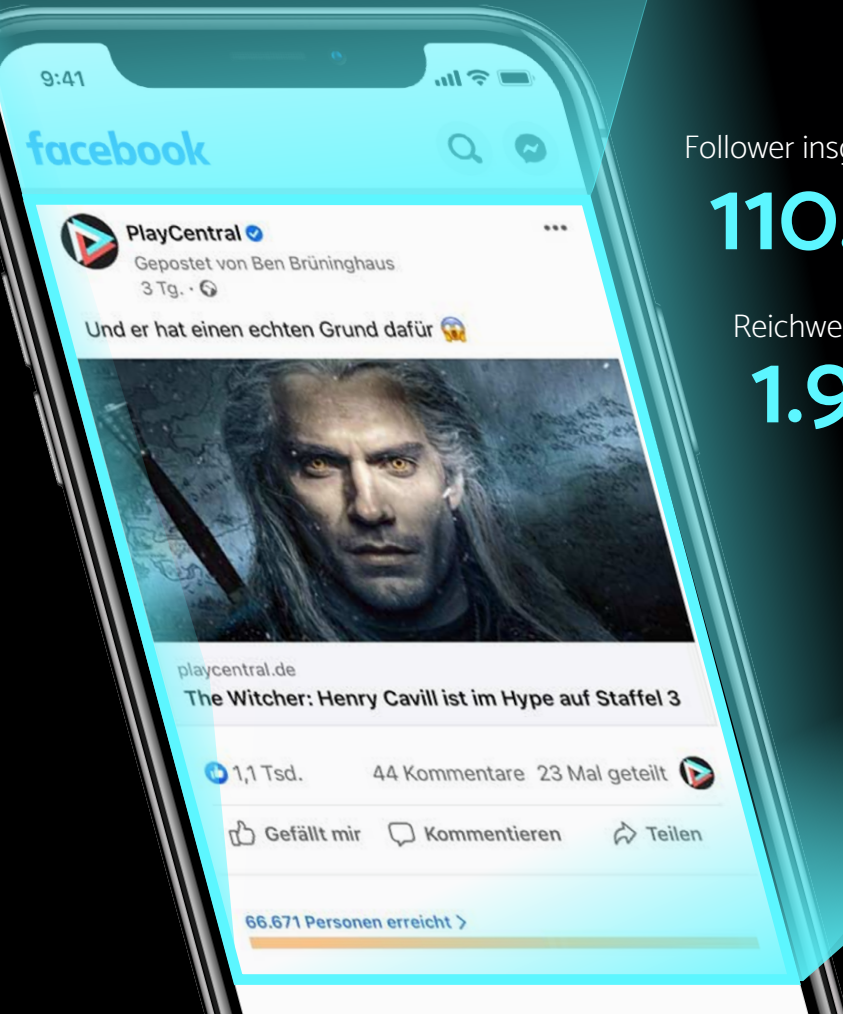 9:41
facebook
PlayCentral
Gepostet von Ben Brüninghaus
3 Tg. ·
Und er hat einen echten Grund dafür 😱
playcentral.de
The Witcher: Henry Cavill ist im Hype auf Staffel 3
1,1 Tsd. 44 Kommentare 23 Mal geteilt
Gefällt mir Kommentieren Teilen
66.671 Personen erreicht >
Follower
110.
1.9